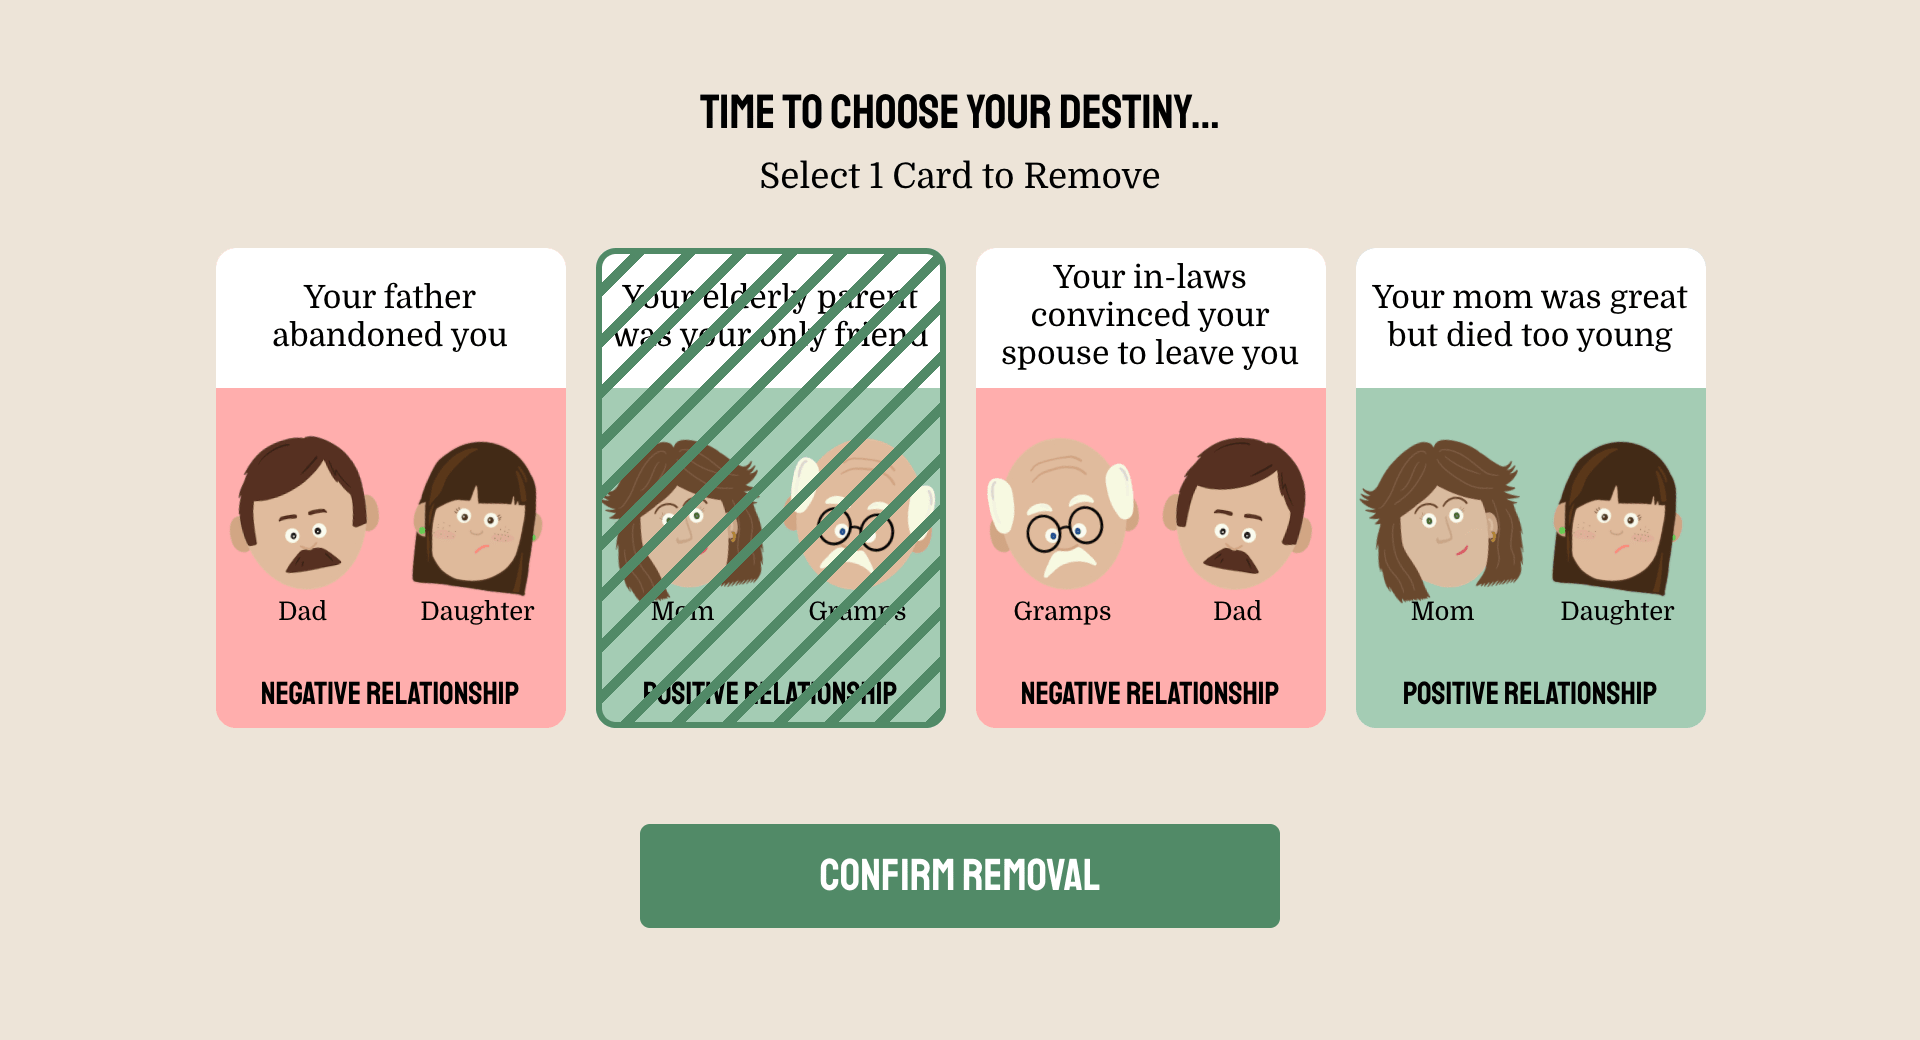 TIME TO CHOOSE YOUR DESTINY...
Select 1 Card to Remove
Your father
abandoned you
Dad
Daughter
NEGATIVE RELATIONSHIP
Your elderly parent
was your only friend
Mom
Gramps
POSITIVE RELATIONSHIP
Your in-laws
convinced your
spouse to leave you
Gramps
Dad
NEGATIVE RELATIONSHIP
Your mom was great
but died too young
Mom
Daughter
POSITIVE RELATIONSHIP
CONFIRM REMOVAL